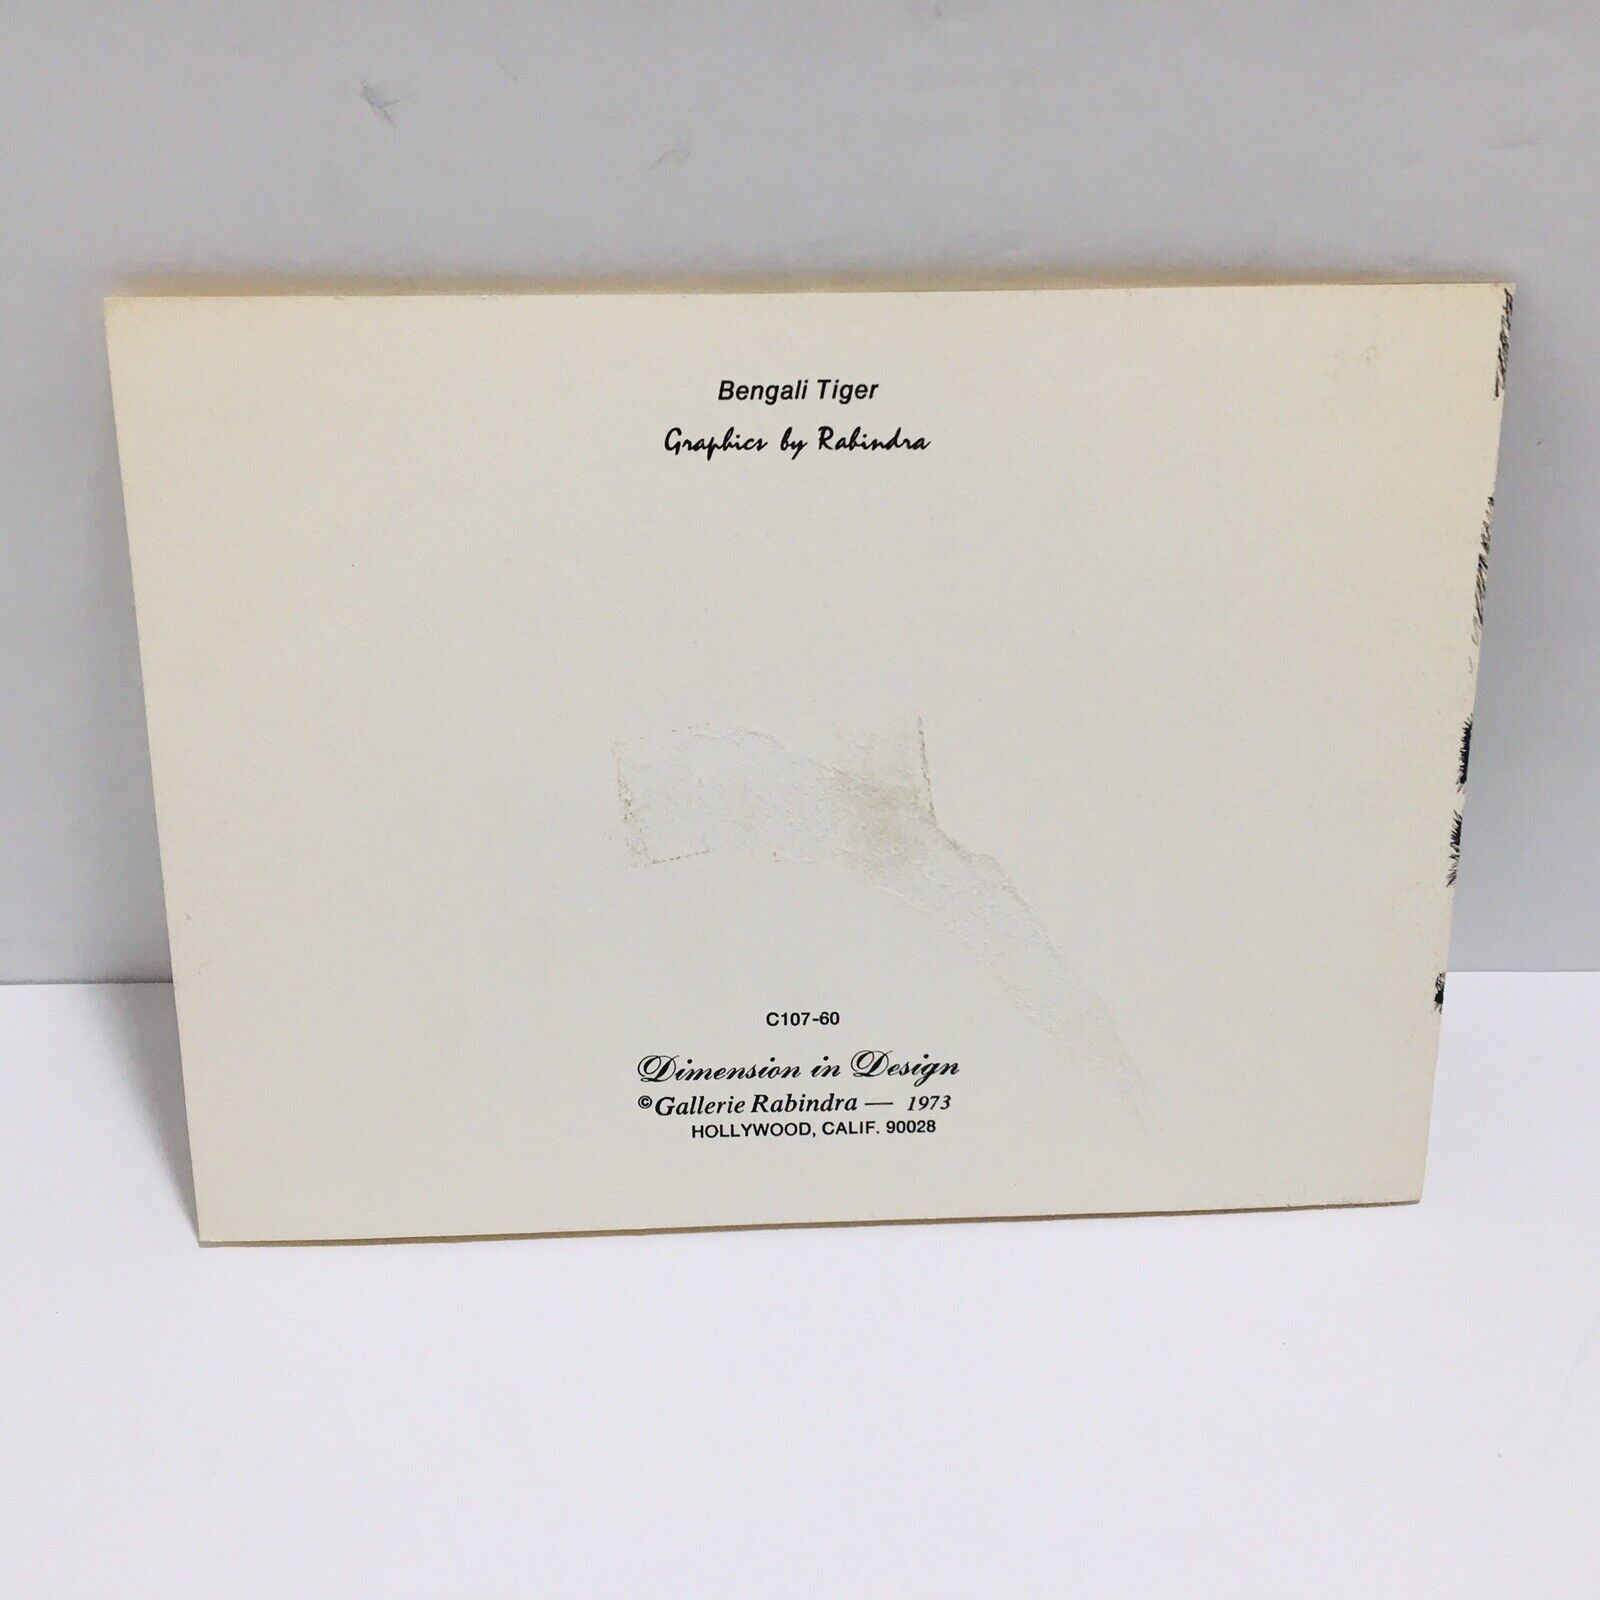 Bengali Tiger
Graphics by Rabindra
C107-60
Dimension in Design
©Gallerie Rabindra — 1973
HOLLYWOOD, CALIF. 90028